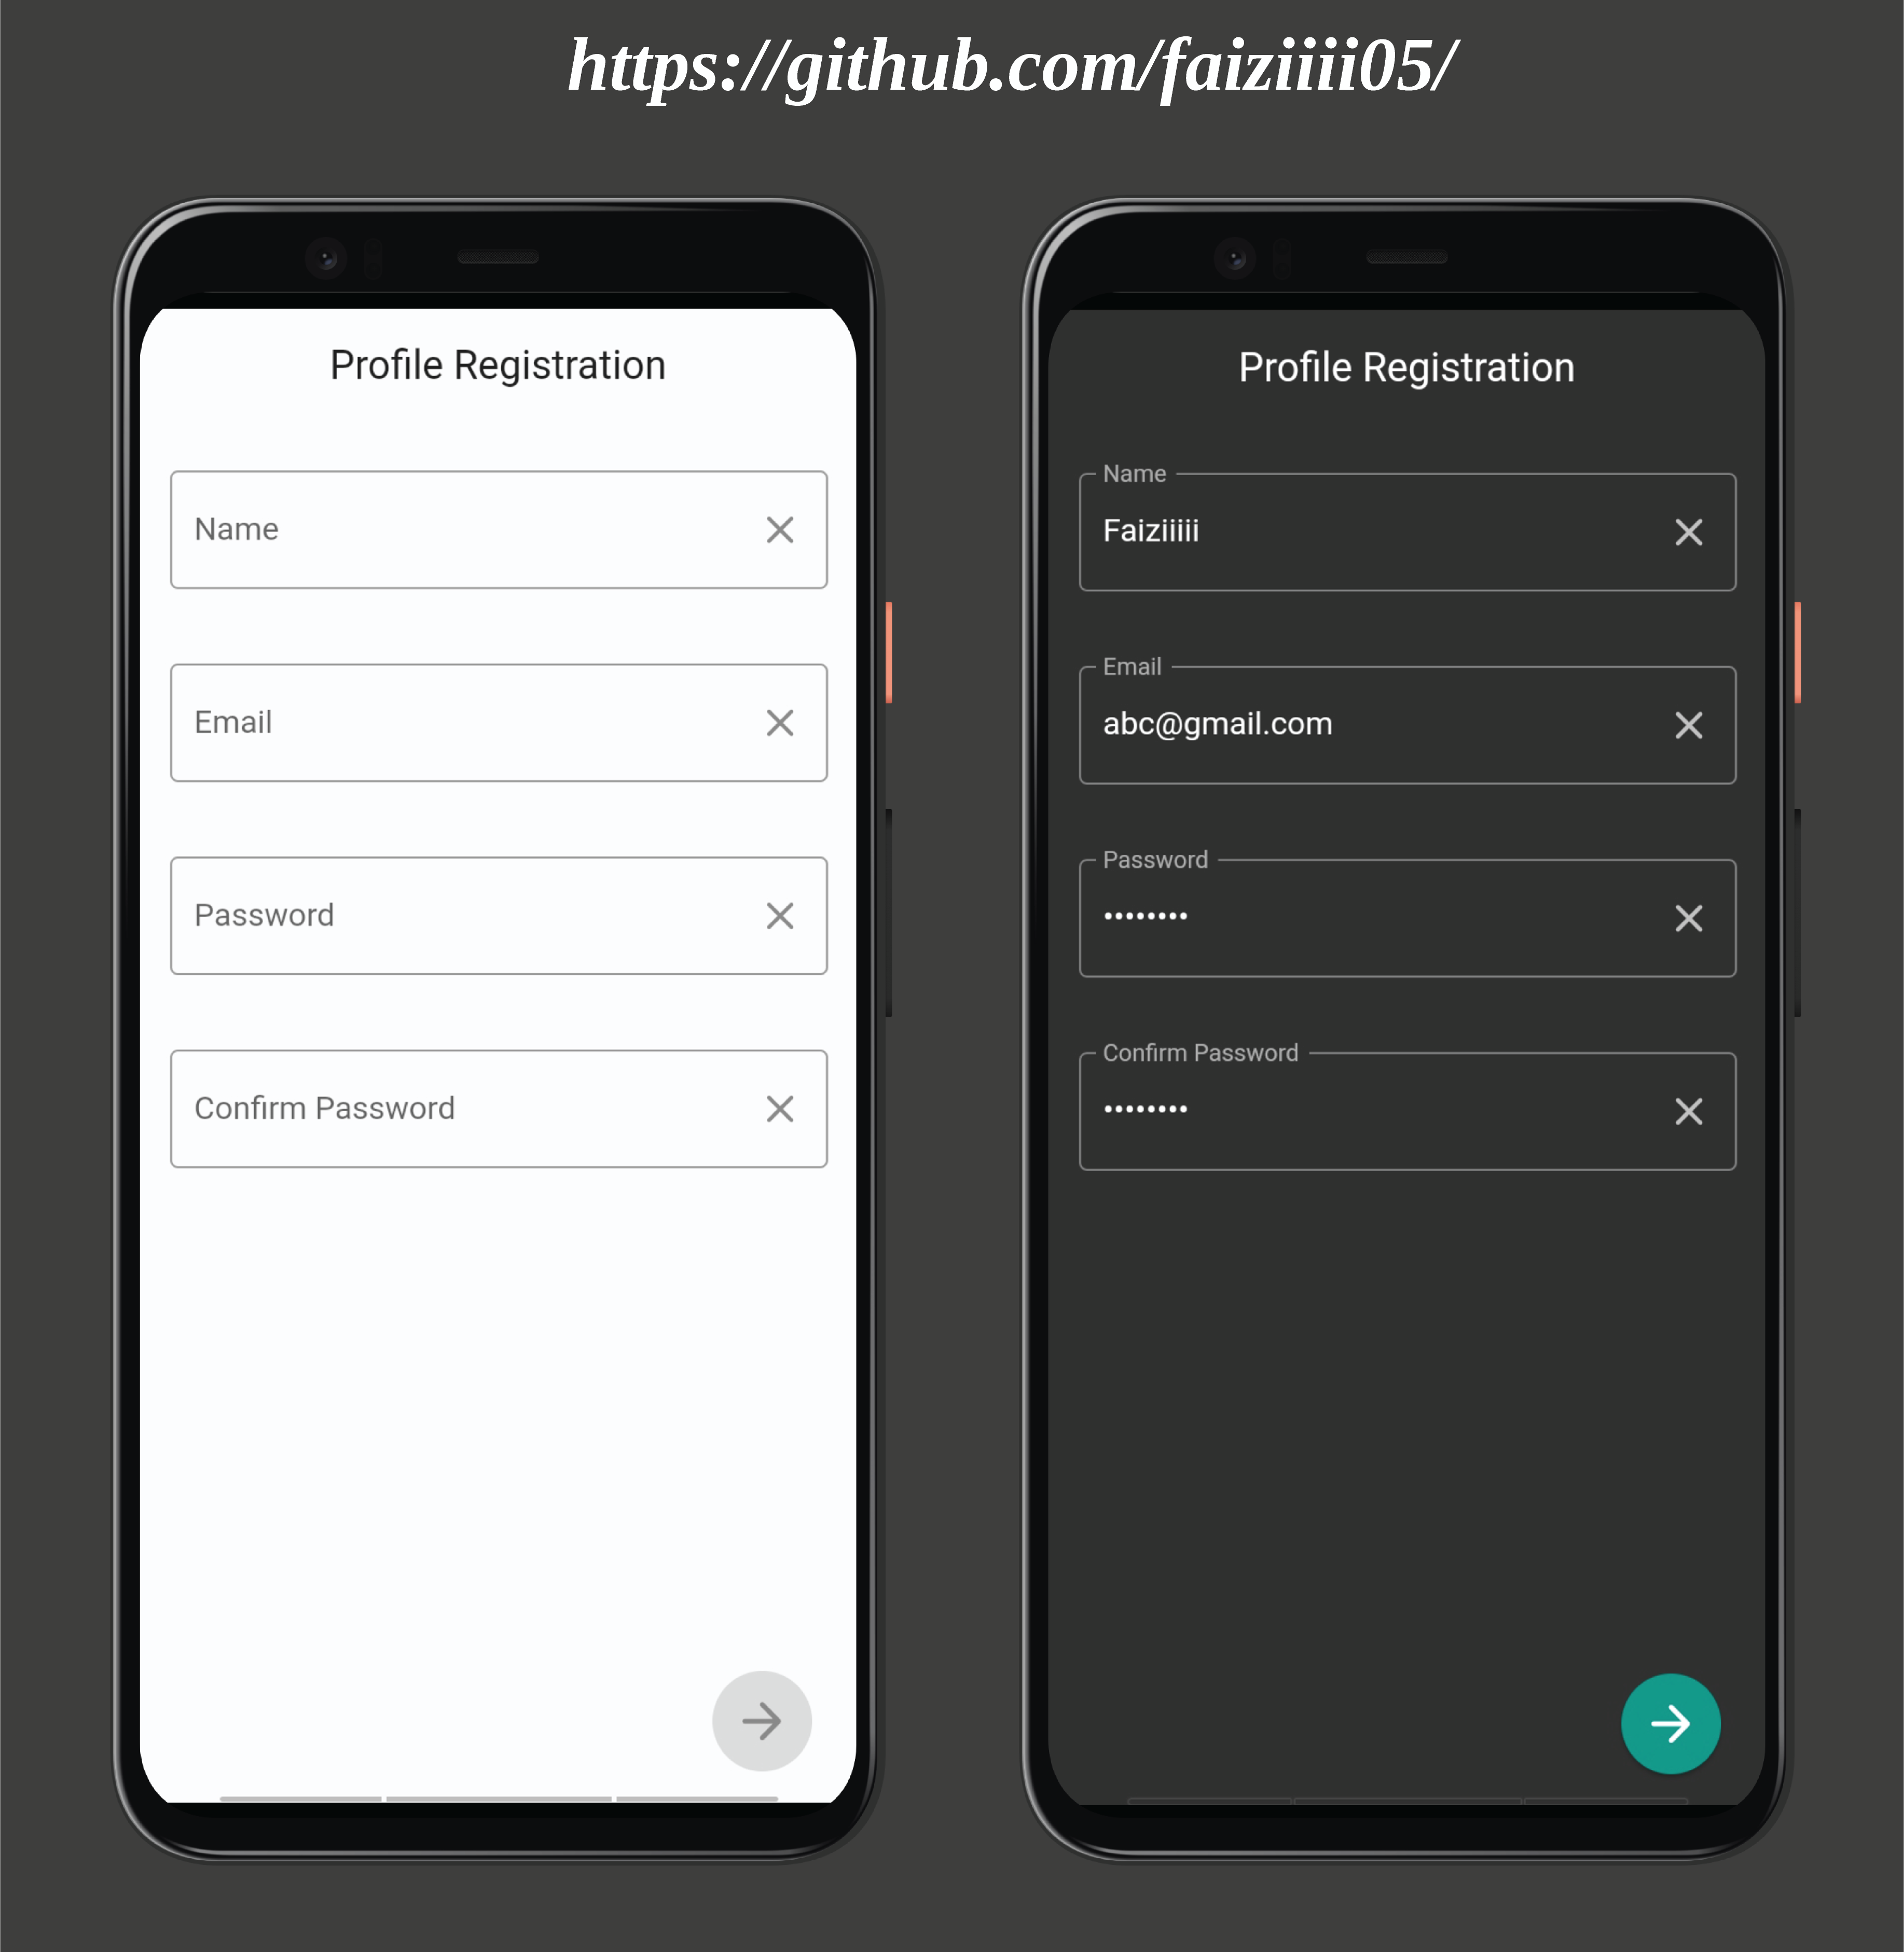 https://github.com/faiziiii05/
Profile Registration
Name
Email
Password
Confirm Password
Profile Registration
Name
Faiziiiii
Email
abc@gmail.com
Password
••••••••
Confirm Password
••••••••